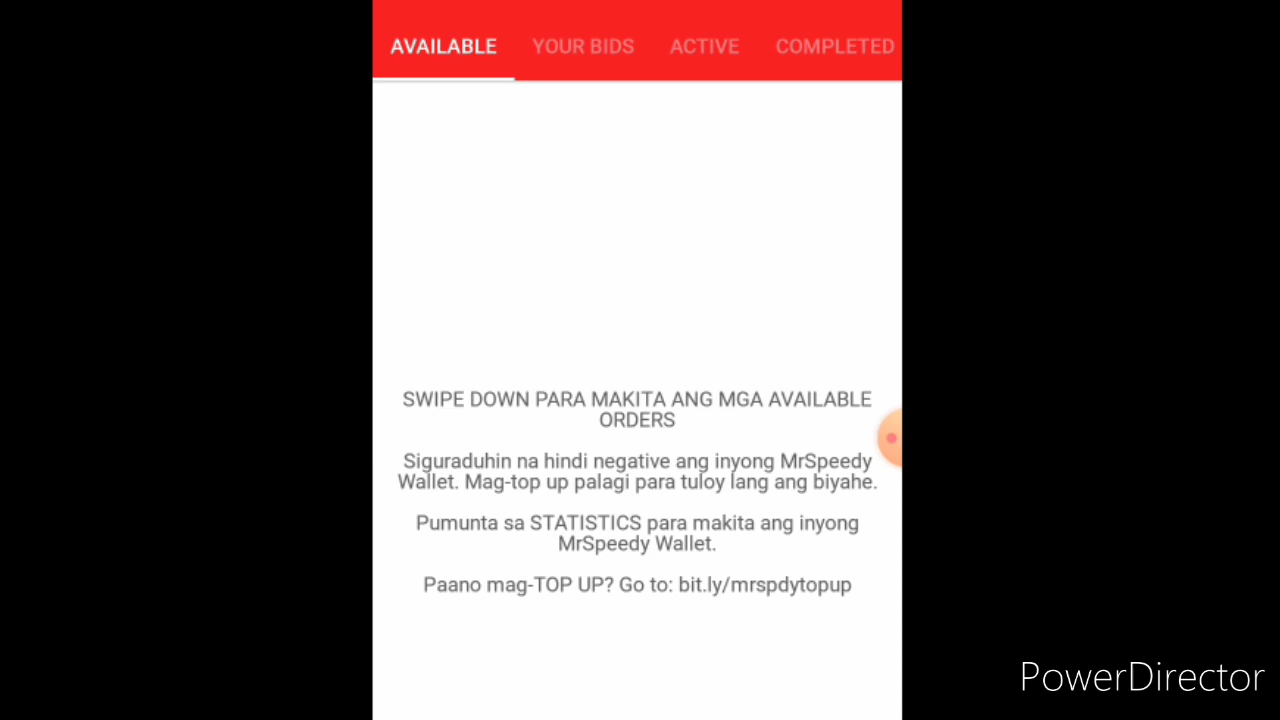 AVAILABLE YOUR BIDS ACTIVE COMPLETED
SWIPE DOWN PARA MAKITA ANG MGA AVAILABLE
ORDERS
Siguraduhin na hindi negative ang inyong MrSpeedy
Wallet. Mag-top up palagi para tuloy lang ang biyahe.
Pumunta sa STATISTICS para makita ang inyong
MrSpeedy Wallet.
Paano mag-TOP UP? Go to: bit.ly/mrspdytopup
PowerDirector